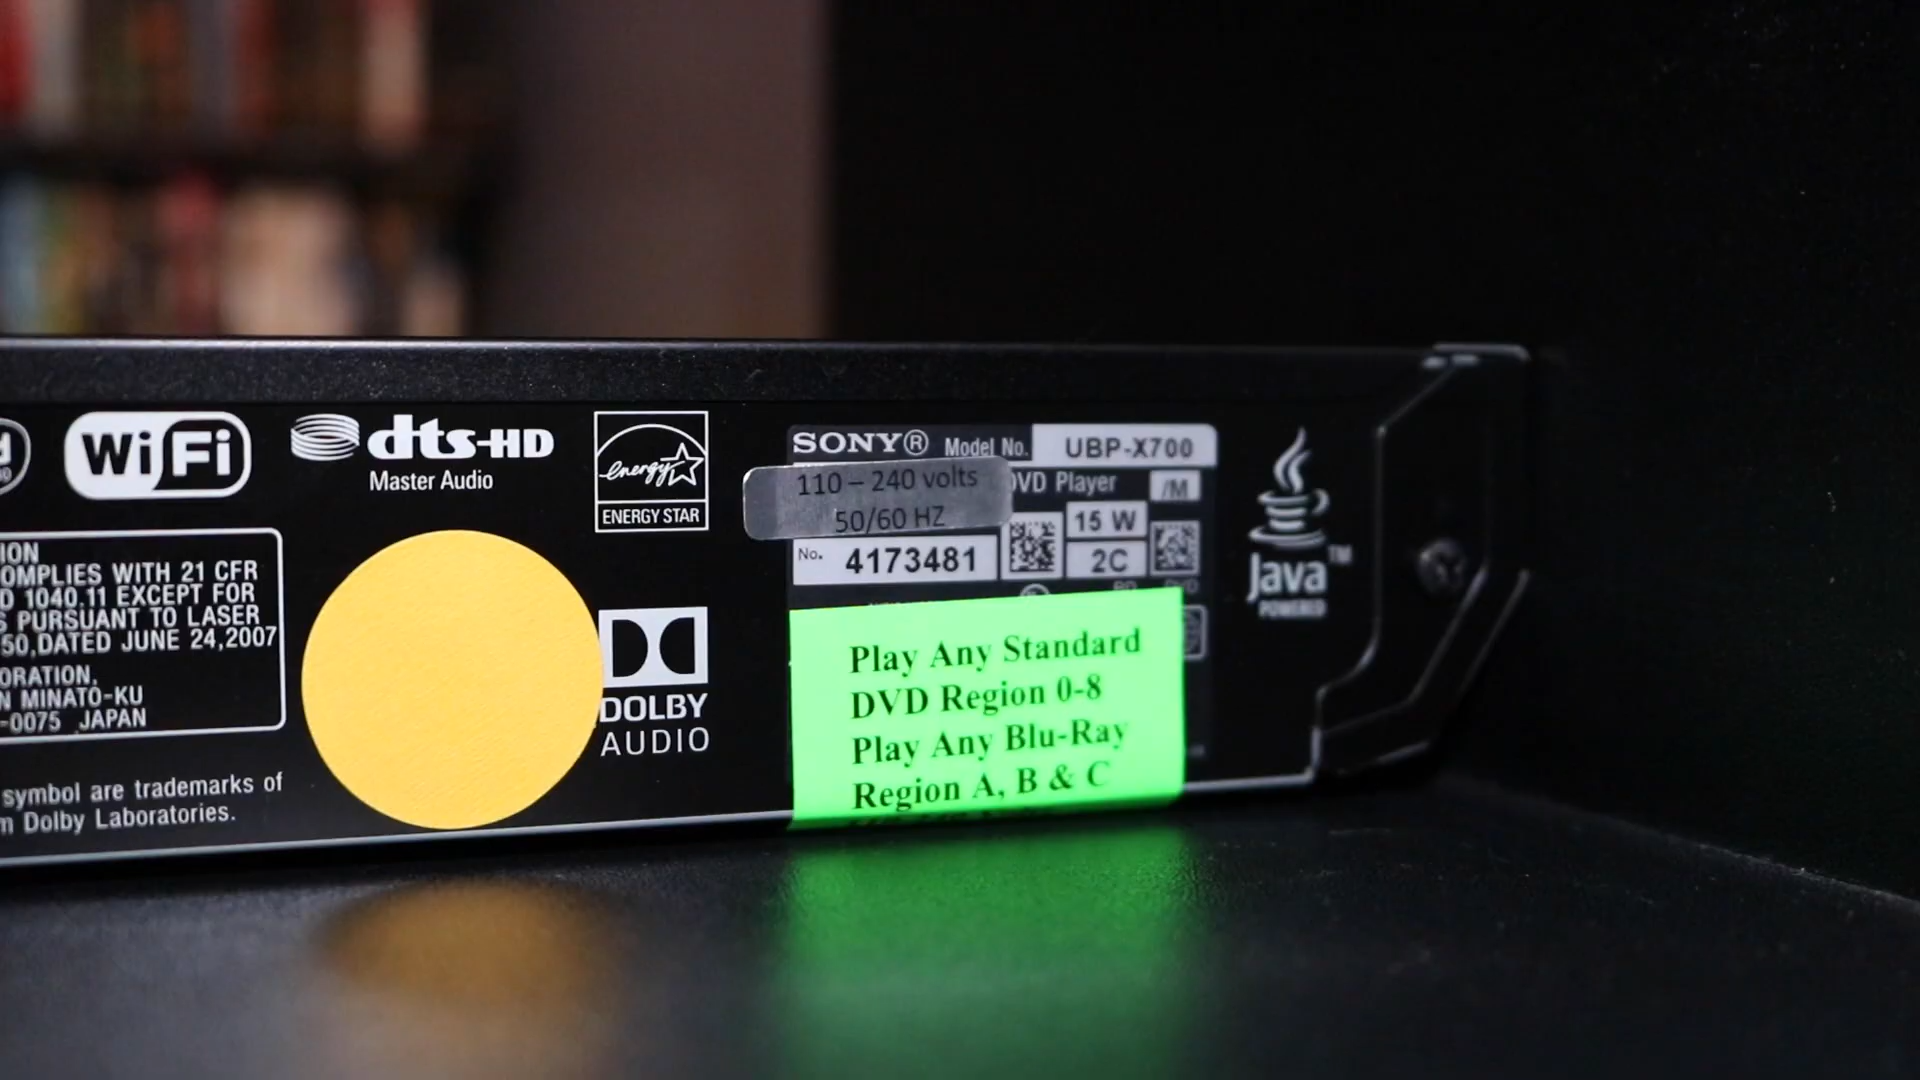 WiFi
dts-HD
Master Audio
energy
ENERGY STAR
SONY® Model No. UBP-X700
110 – 240 volts
DVD Player /M
50/60 HZ
15 W
No. 4173481
2C
Java™
POWERED
ION
OMPLIES WITH 21 CFR
D 1040.11 EXCEPT FOR
S PURSUANT TO LASER
50,DATED JUNE 24,2007
ORATION.
N MINATO-KU
-0075 JAPAN
DOLBY
AUDIO
Play Any Standard
DVD Region 0-8
Play Any Blu-Ray
Region A, B & C
symbol are trademarks of
m Dolby Laboratories.